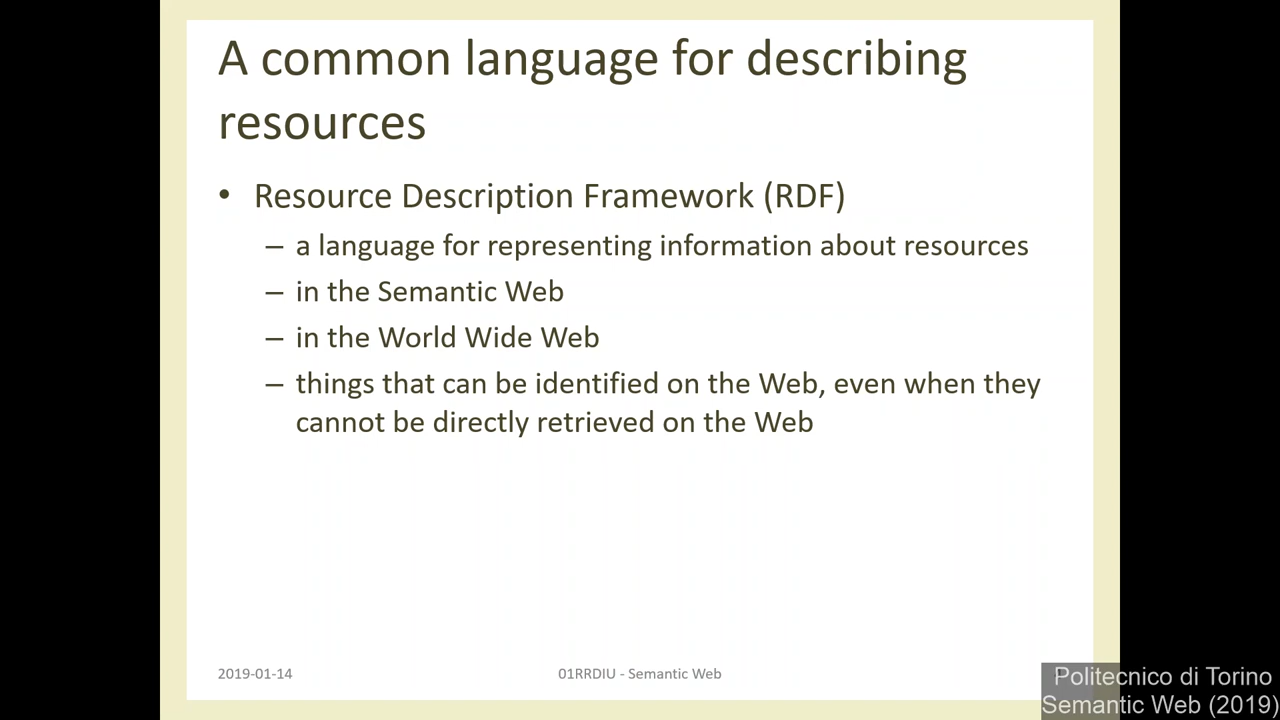 A common language for describing
resources
• Resource Description Framework (RDF)
– a language for representing information about resources
– in the Semantic Web
– in the World Wide Web
– things that can be identified on the Web, even when they
cannot be directly retrieved on the Web
2019-01-14
01RRDIU - Semantic Web
Politecnico di Torino
Semantic Web (2019)